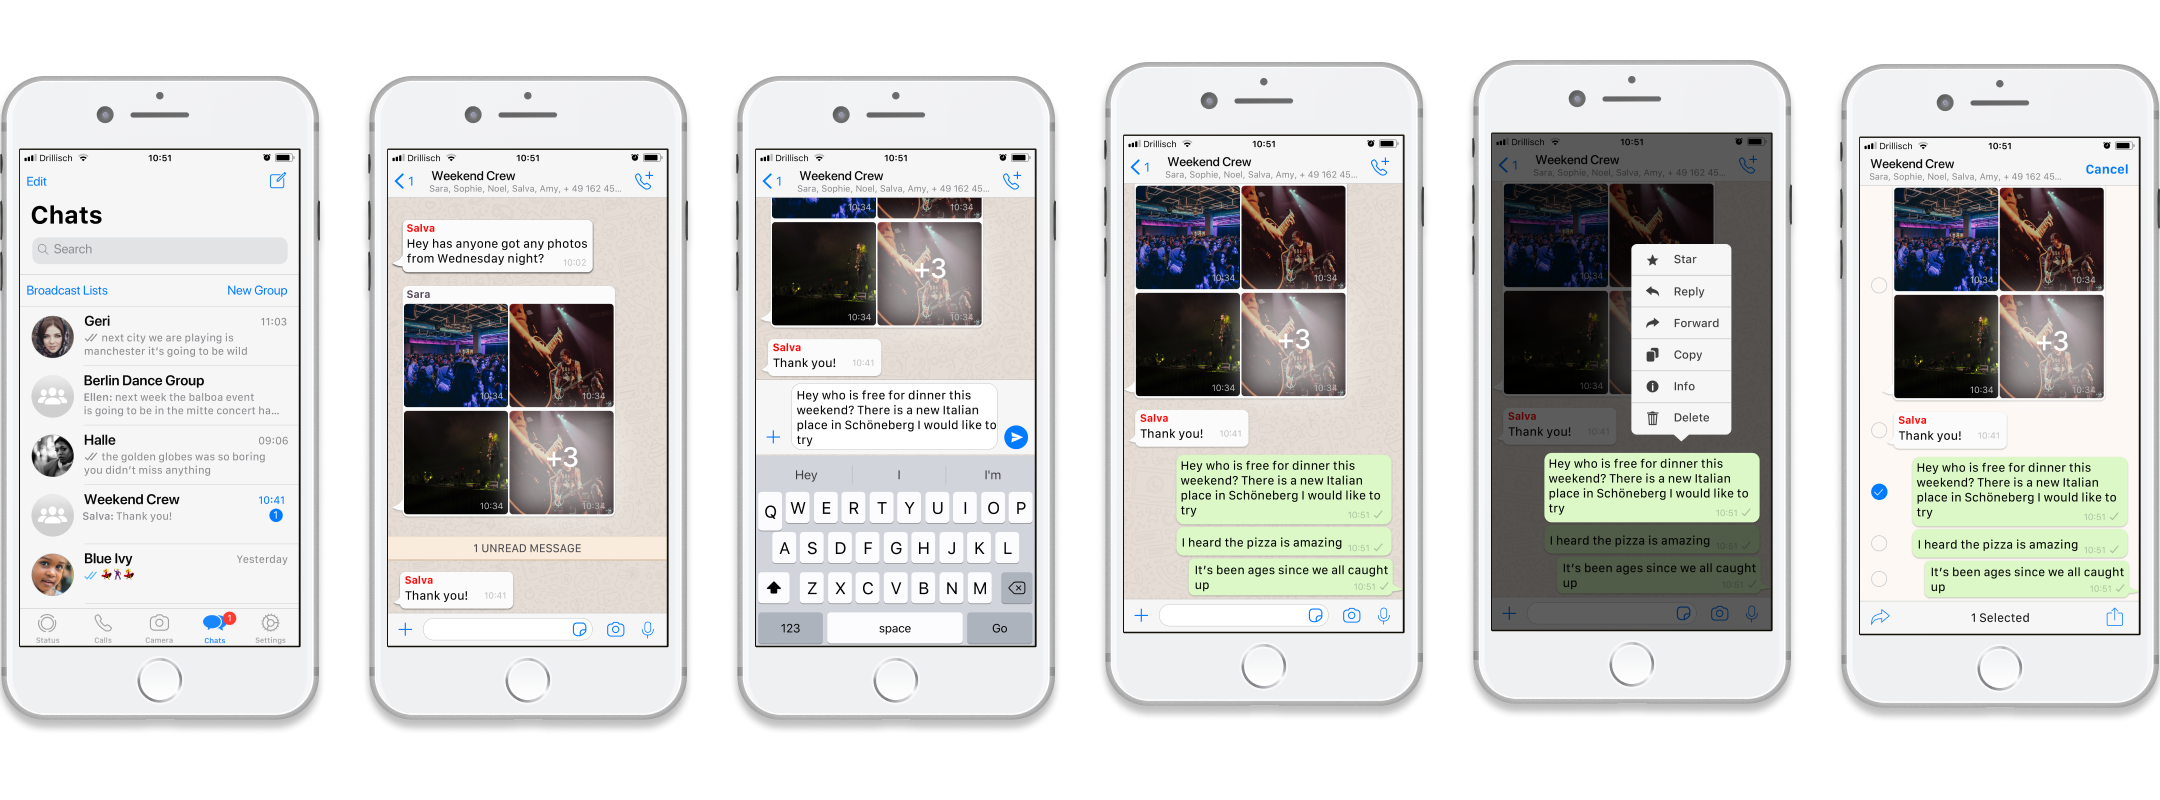 Drillisch 10:51
Edit
Chats
Search
Broadcast Lists New Group
Geri 11:03
next city we are playing is
manchester it's going to be wild
Berlin Dance Group
Ellen: next week the balboa event
is going to be in the mitte concert ha...
Halle 09:06
the golden globes was so boring
you didn't miss anything
Weekend Crew 10:41
Salva: Thank you! 1
Blue Ivy Yesterday
1
Status Calls Camera Chats Settings
Drillisch 10:51
1 Weekend Crew
Sara, Sophie, Noel, Salva, Amy, + 49 162 45...
Salva
Hey has anyone got any photos
from Wednesday night? 10:02
Sara
10:34 +3 10:34
1 UNREAD MESSAGE
Salva
Thank you! 10:41
Drillisch 10:51
1 Weekend Crew
Sara, Sophie, Noel, Salva, Amy, + 49 162 45...
10:34 10:34
10:34 +3 10:34
Salva
Thank you! 10:41
Hey who is free for dinner this
weekend? There is a new Italian
place in Schöneberg I would like to
try
Hey I I'm
Q W E R T Y U I O P
A S D F G H J K L
Z X C V B N M
123 space Go
Drillisch 10:51
1 Weekend Crew
Sara, Sophie, Noel, Salva, Amy, + 49 162 45...
10:34 10:34
10:34 +3 10:34
Salva
Thank you! 10:41
Hey who is free for dinner this
weekend? There is a new Italian
place in Schöneberg I would like to
try 10:51
I heard the pizza is amazing 10:51
It's been ages since we all caught
up 10:51
Drillisch 10:51
1 Weekend Crew
Sara, Sophie, Noel, Salva, Amy, + 49 162 45...
Star
Reply
Forward
Copy
Info
Delete
10:34
10:34
Salva
Thank you! 10:41
Hey who is free for dinner this
weekend? There is a new Italian
place in Schöneberg I would like to
try 10:51
I heard the pizza is amazing 10:51
It's been ages since we all caught
up 10:51
Drillisch 10:51
Weekend Crew Cancel
Sara, Sophie, Noel, Salva, Amy, + 49 162 45...
10:34 10:34
10:34 +3 10:34
Salva
Thank you! 10:41
Hey who is free for dinner this
weekend? There is a new Italian
place in Schöneberg I would like to
try 10:51
I heard the pizza is amazing 10:51
It's been ages since we all caught
up 10:51
1 Selected